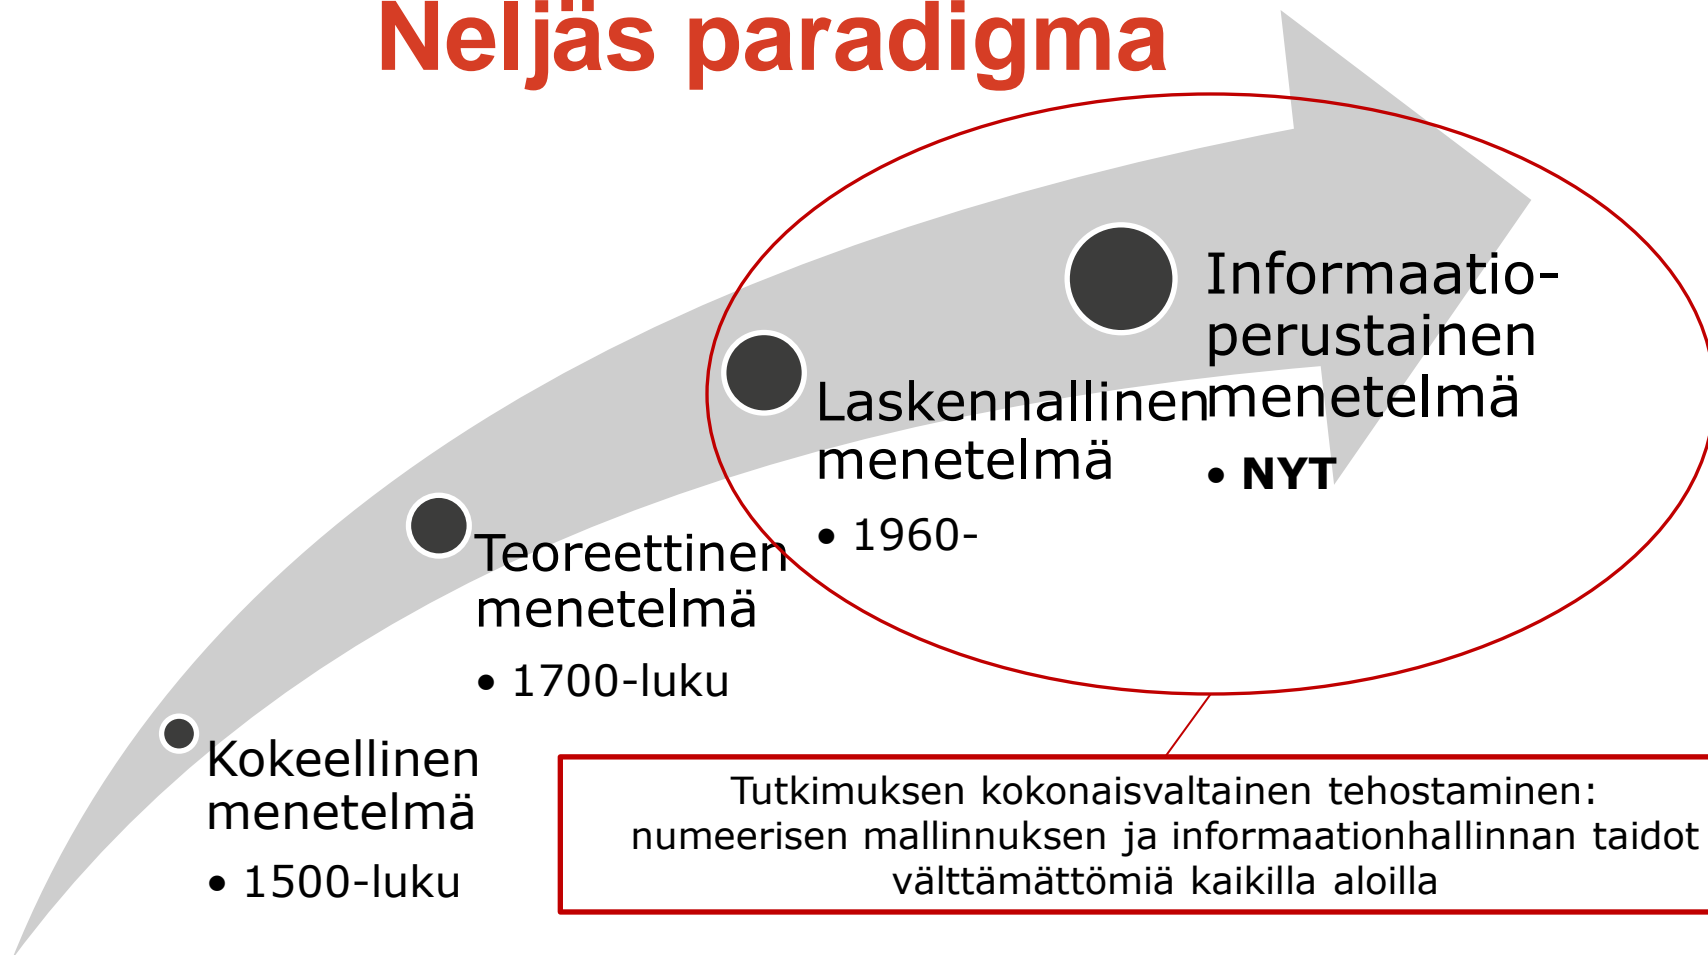 Neljäs paradigma
Informaatio-
perustainen
menetelmä
• NYT
Laskennallinen
menetelmä
• 1960-
Teoreettinen
menetelmä
• 1700-luku
Kokeellinen
menetelmä
• 1500-luku
Tutkimuksen kokonaisvaltainen tehostaminen:
numeerisen mallinnuksen ja informaationhallinnan taidot
välttämättömiä kaikilla aloilla